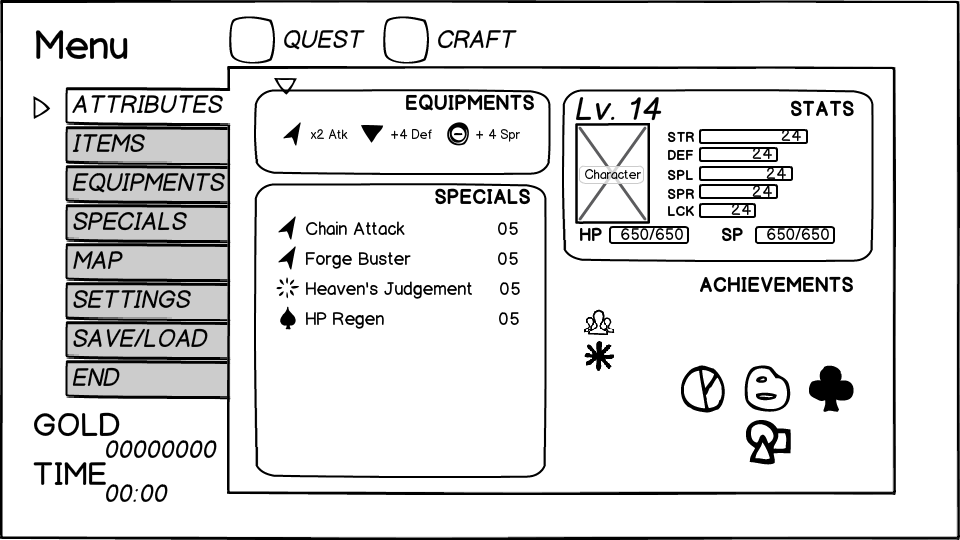 Menu
QUEST
CRAFT
ATTRIBUTES
ITEMS
EQUIPMENTS
SPECIALS
MAP
SETTINGS
SAVE/LOAD
END
GOLD
00000000
TIME
00:00
EQUIPMENTS
x2 Atk +4 Def + 4 Spr
SPECIALS
Chain Attack 05
Forge Buster 05
Heaven's Judgement 05
HP Regen 05
Lv. 14
STATS
Character
STR 24
DEF 24
SPL 24
SPR 24
LCK 24
HP 650/650 SP 650/650
ACHIEVEMENTS